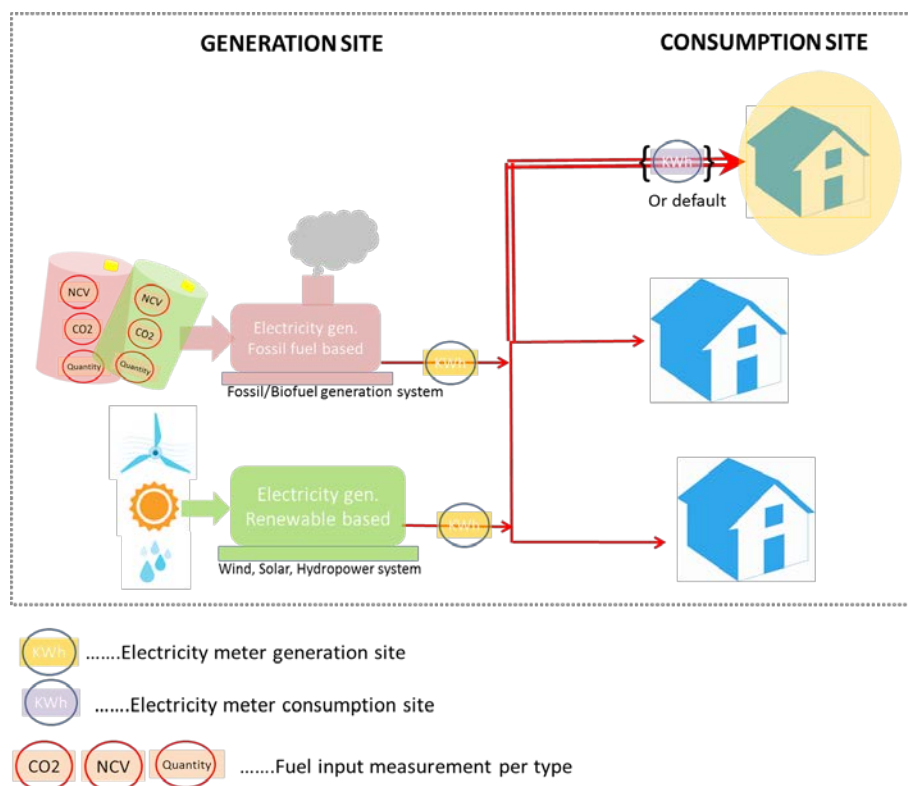 GENERATION SITE
CONSUMPTION SITE
{ KWh }
Or default
NCV
NCV
CO2
CO2
Quantity
Quantity
Electricity gen.
Fossil fuel based
KWh
Fossil/Biofuel generation system
Electricity gen.
Renewable based
KWh
Wind, Solar, Hydropower system
KWh …….Electricity meter generation site
KWh …….Electricity meter consumption site
CO2 NCV Quantity …….Fuel input measurement per type